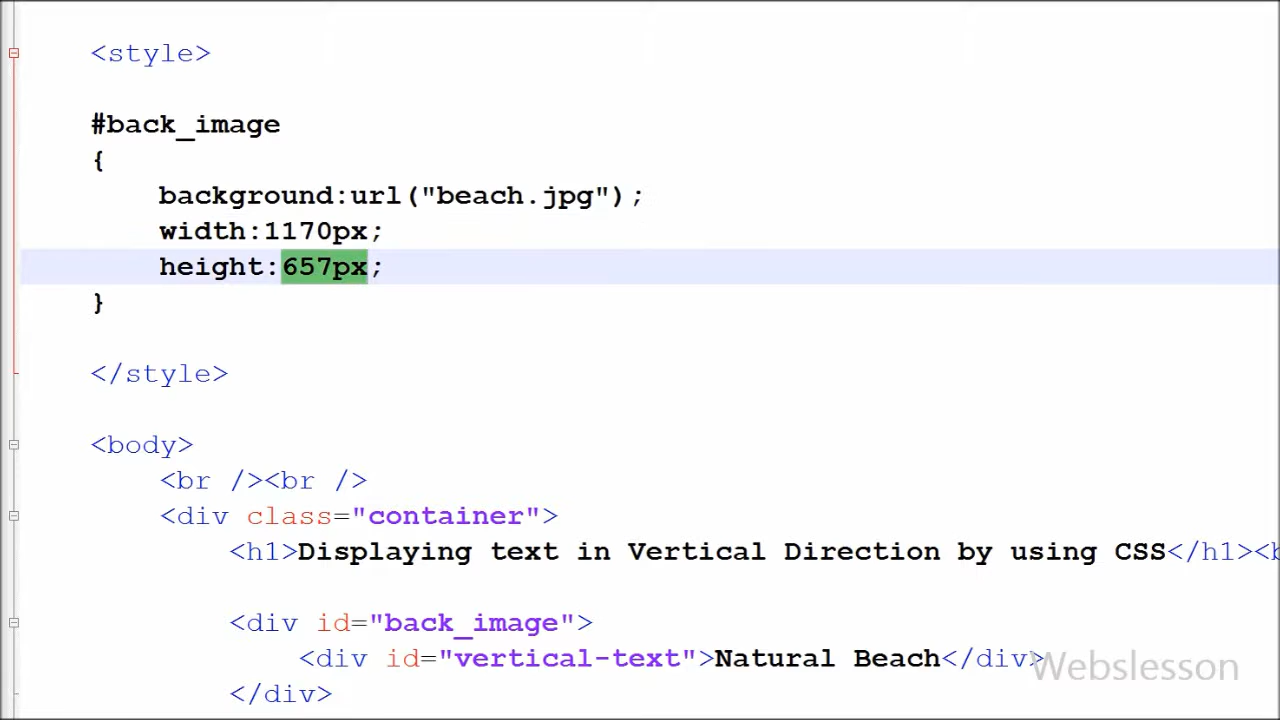 <style>
#back_image
{
background:url("beach.jpg");
width:1170px;
height:657px;
}
</style>
<body>
<br /><br />
<div class="container">
<h1>Displaying text in Vertical Direction by using CSS</h1><b
<div id="back_image">
<div id="vertical-text">Natural Beach</div>
</div>
Webslesson